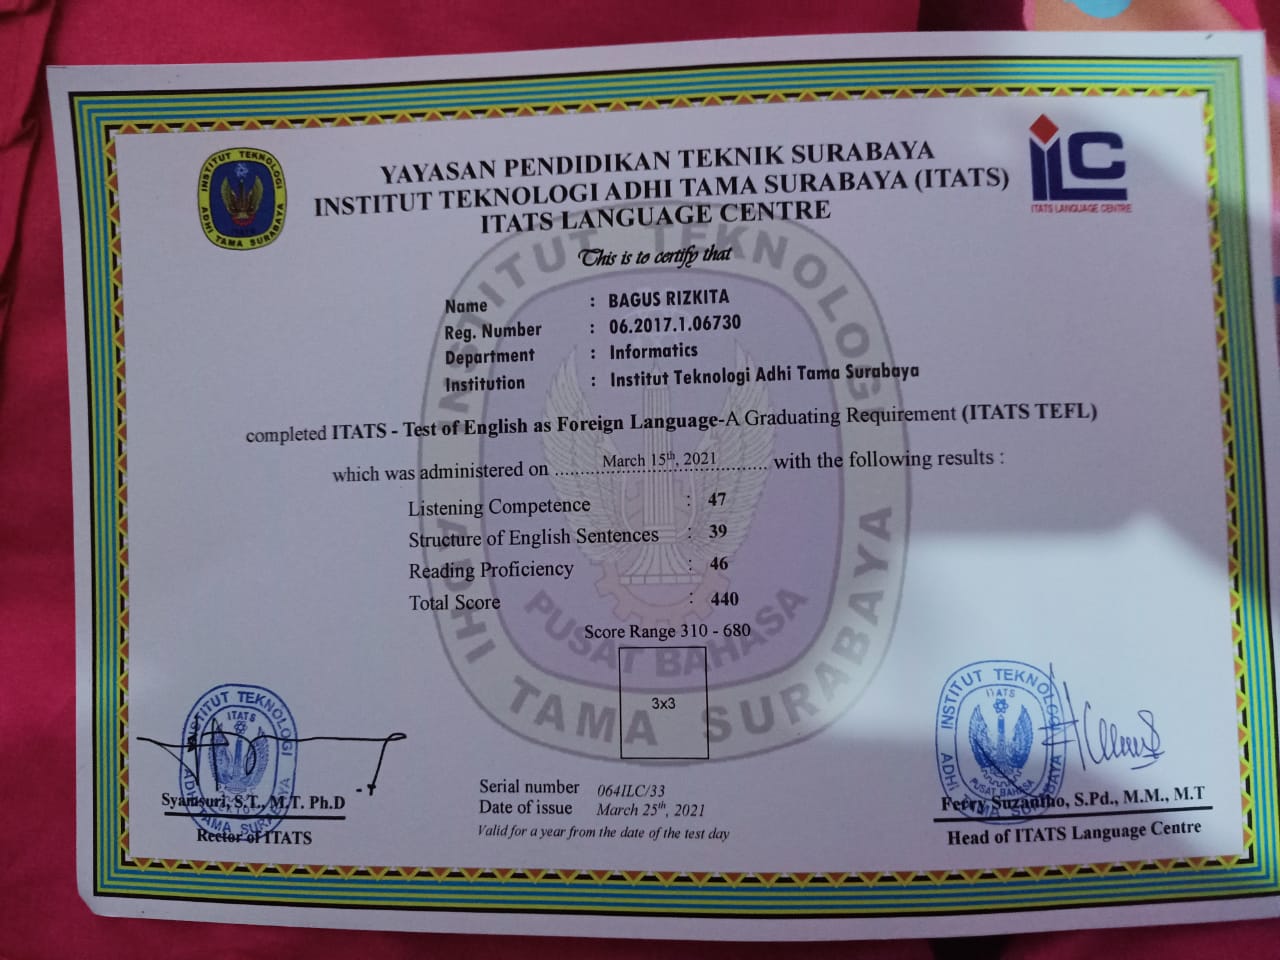 YAYASAN PENDIDIKAN TEKNIK SURABAYA
INSTITUT TEKNOLOGI ADHI TAMA SURABAYA (ITATS)
ITATS LANGUAGE CENTRE
INSTITUT TEKNOLOGI
ADHI TAMA SURABAYA
ILC
ITATS LANGUAGE CENTRE
This is to certify that
Name : BAGUS RIZKITA
Reg. Number : 06.2017.1.06730
Department : Informatics
Institution : Institut Teknologi Adhi Tama Surabaya
completed ITATS - Test of English as Foreign Language-A Graduating Requirement (ITATS TEFL)
which was administered on ..... March 15th, 2021 ..... with the following results :
Listening Competence : 47
Structure of English Sentences : 39
Reading Proficiency : 46
Total Score : 440
Score Range 310 - 680
3x3
INSTITUT TEKNOLOGI
ADHI TAMA SURABAYA
PUSAT BAHASA
Serial number 064ILC/33
Date of issue March 25th, 2021
Valid for a year from the date of the test day
INSTITUT TEKNOLOGI
ITATS
ADHI TAMA SURABAYA
Syamsuri, S.T., M.T. Ph.D
Rector of ITATS
INSTITUT TEKNOLOGI
ITATS
PUSAT BAHASA
ADHI TAMA SURABAYA
Ferry Suzantho, S.Pd., M.M., M.T
Head of ITATS Language Centre